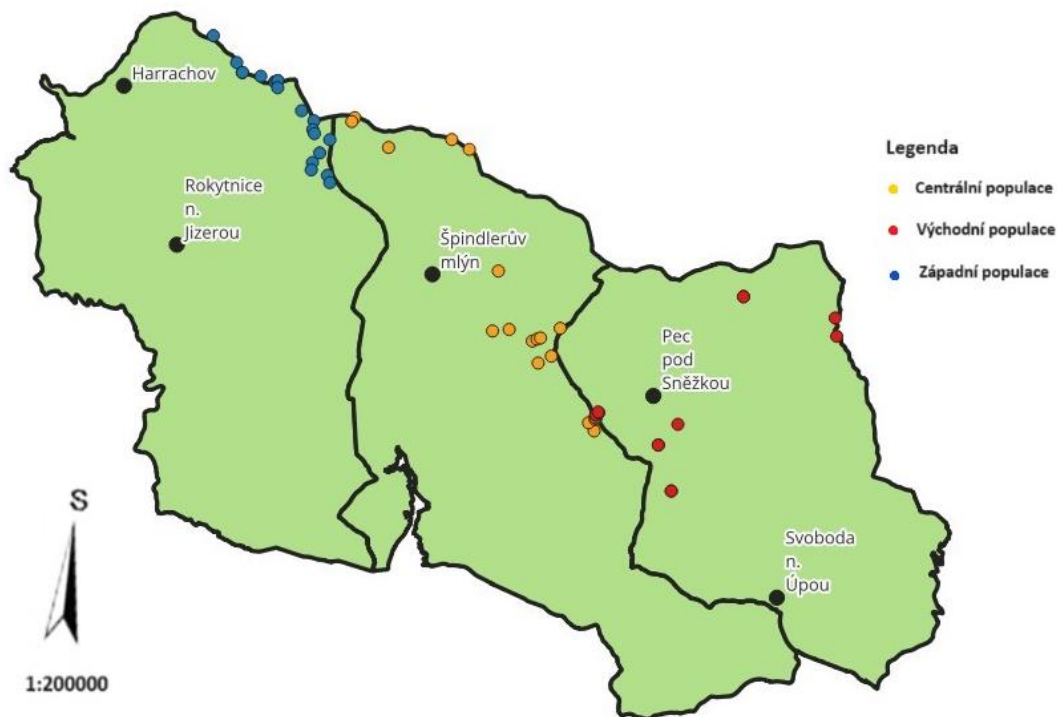 Harrachov
Rokytnice
n.
Jizerou
Špindlerův
mlýn
Pec
pod
Sněžkou
Svoboda
n.
Úpou
Legenda
Centrální populace
Východní populace
Západní populace
S
1:200000